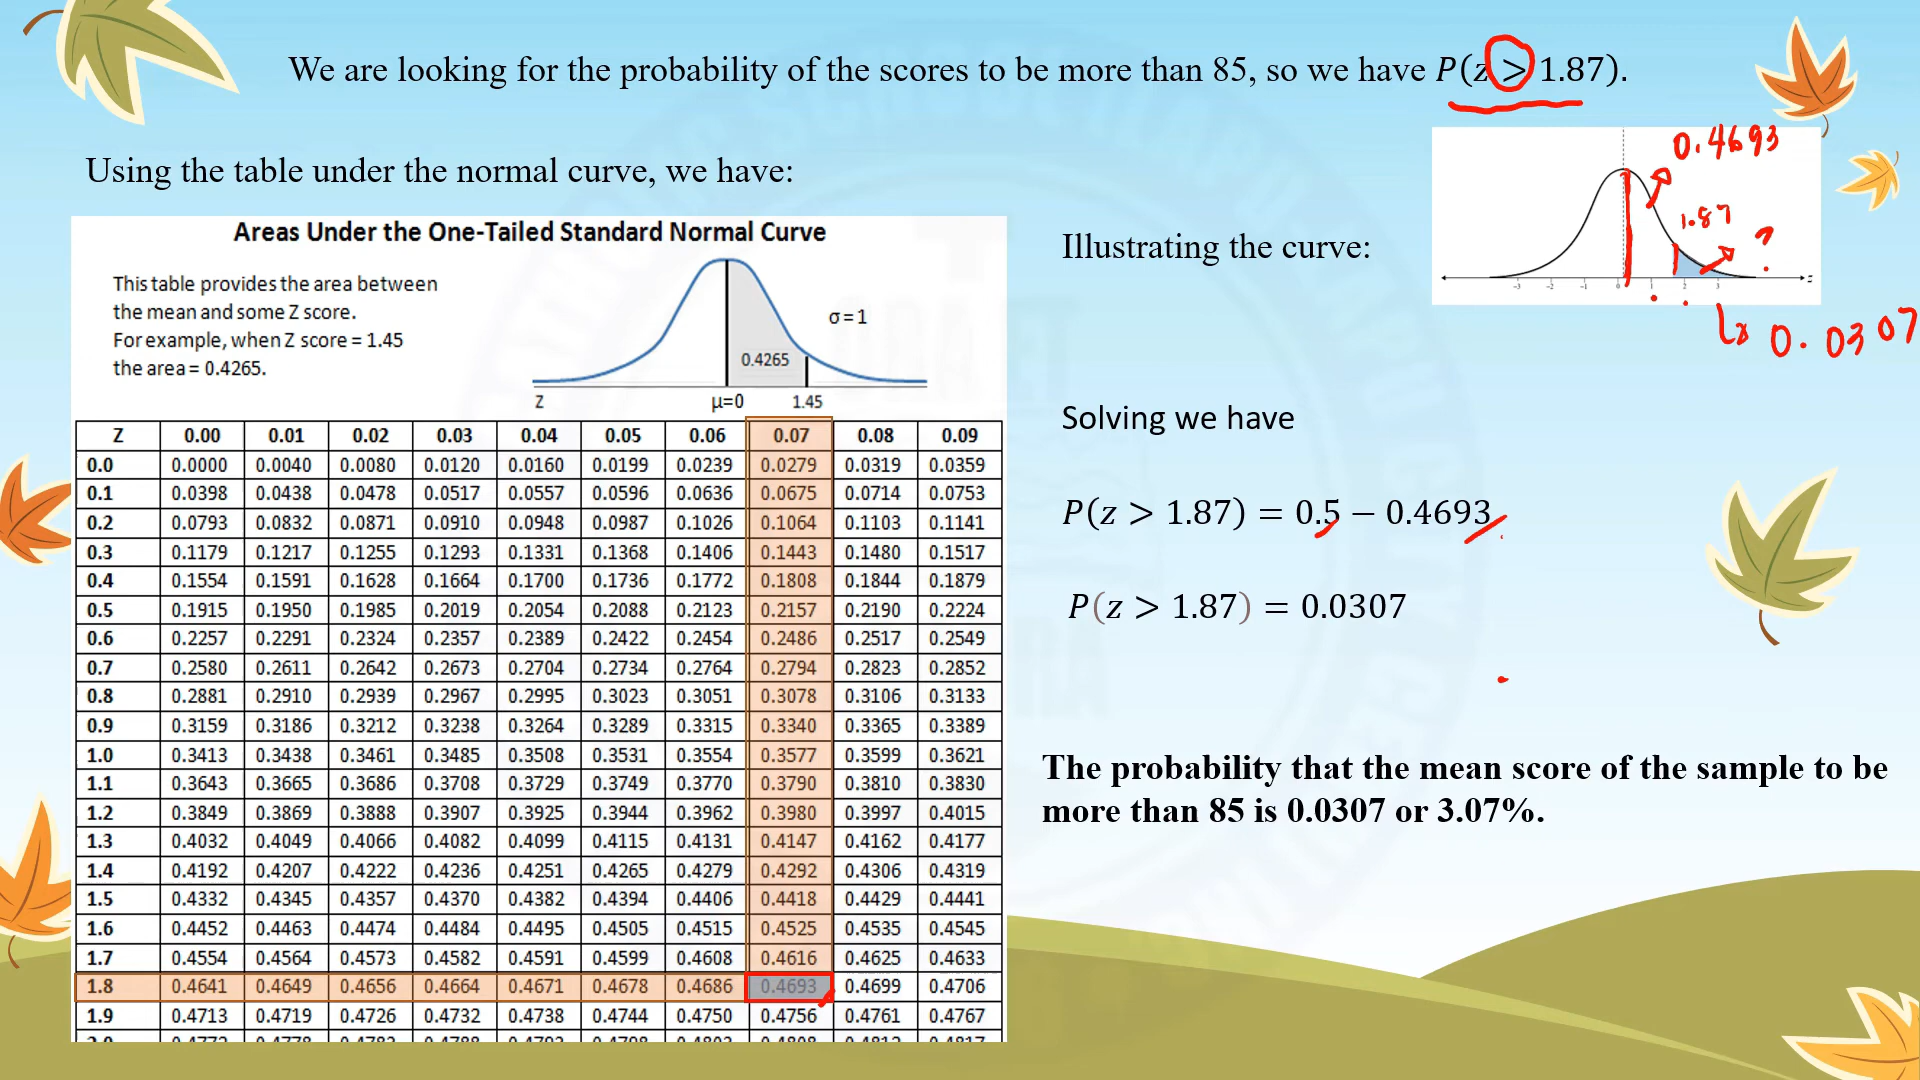 We are looking for the probability of the scores to be more than 85, so we have P(z > 1.87).
Using the table under the normal curve, we have:
Areas Under the One-Tailed Standard Normal Curve
This table provides the area between
the mean and some Z score.
For example, when Z score = 1.45
the area = 0.4265.
σ = 1
0.4265
Z μ=0 1.45
Z 0.00 0.01 0.02 0.03 0.04 0.05 0.06 0.07 0.08 0.09
0.0 0.0000 0.0040 0.0080 0.0120 0.0160 0.0199 0.0239 0.0279 0.0319 0.0359
0.1 0.0398 0.0438 0.0478 0.0517 0.0557 0.0596 0.0636 0.0675 0.0714 0.0753
0.2 0.0793 0.0832 0.0871 0.0910 0.0948 0.0987 0.1026 0.1064 0.1103 0.1141
0.3 0.1179 0.1217 0.1255 0.1293 0.1331 0.1368 0.1406 0.1443 0.1480 0.1517
0.4 0.1554 0.1591 0.1628 0.1664 0.1700 0.1736 0.1772 0.1808 0.1844 0.1879
0.5 0.1915 0.1950 0.1985 0.2019 0.2054 0.2088 0.2123 0.2157 0.2190 0.2224
0.6 0.2257 0.2291 0.2324 0.2357 0.2389 0.2422 0.2454 0.2486 0.2517 0.2549
0.7 0.2580 0.2611 0.2642 0.2673 0.2704 0.2734 0.2764 0.2794 0.2823 0.2852
0.8 0.2881 0.2910 0.2939 0.2967 0.2995 0.3023 0.3051 0.3078 0.3106 0.3133
0.9 0.3159 0.3186 0.3212 0.3238 0.3264 0.3289 0.3315 0.3340 0.3365 0.3389
1.0 0.3413 0.3438 0.3461 0.3485 0.3508 0.3531 0.3554 0.3577 0.3599 0.3621
1.1 0.3643 0.3665 0.3686 0.3708 0.3729 0.3749 0.3770 0.3790 0.3810 0.3830
1.2 0.3849 0.3869 0.3888 0.3907 0.3925 0.3944 0.3962 0.3980 0.3997 0.4015
1.3 0.4032 0.4049 0.4066 0.4082 0.4099 0.4115 0.4131 0.4147 0.4162 0.4177
1.4 0.4192 0.4207 0.4222 0.4236 0.4251 0.4265 0.4279 0.4292 0.4306 0.4319
1.5 0.4332 0.4345 0.4357 0.4370 0.4382 0.4394 0.4406 0.4418 0.4429 0.4441
1.6 0.4452 0.4463 0.4474 0.4484 0.4495 0.4505 0.4515 0.4525 0.4535 0.4545
1.7 0.4554 0.4564 0.4573 0.4582 0.4591 0.4599 0.4608 0.4616 0.4625 0.4633
1.8 0.4641 0.4649 0.4656 0.4664 0.4671 0.4678 0.4686 0.4693 0.4699 0.4706
1.9 0.4713 0.4719 0.4726 0.4732 0.4738 0.4744 0.4750 0.4756 0.4761 0.4767
Illustrating the curve:
0.4693
1.87
?
-3 -2 -1 0 1 2 3
0.0307
Solving we have
P(z > 1.87) = 0.5 − 0.4693
P(z > 1.87) = 0.0307
The probability that the mean score of the sample to be
more than 85 is 0.0307 or 3.07%.